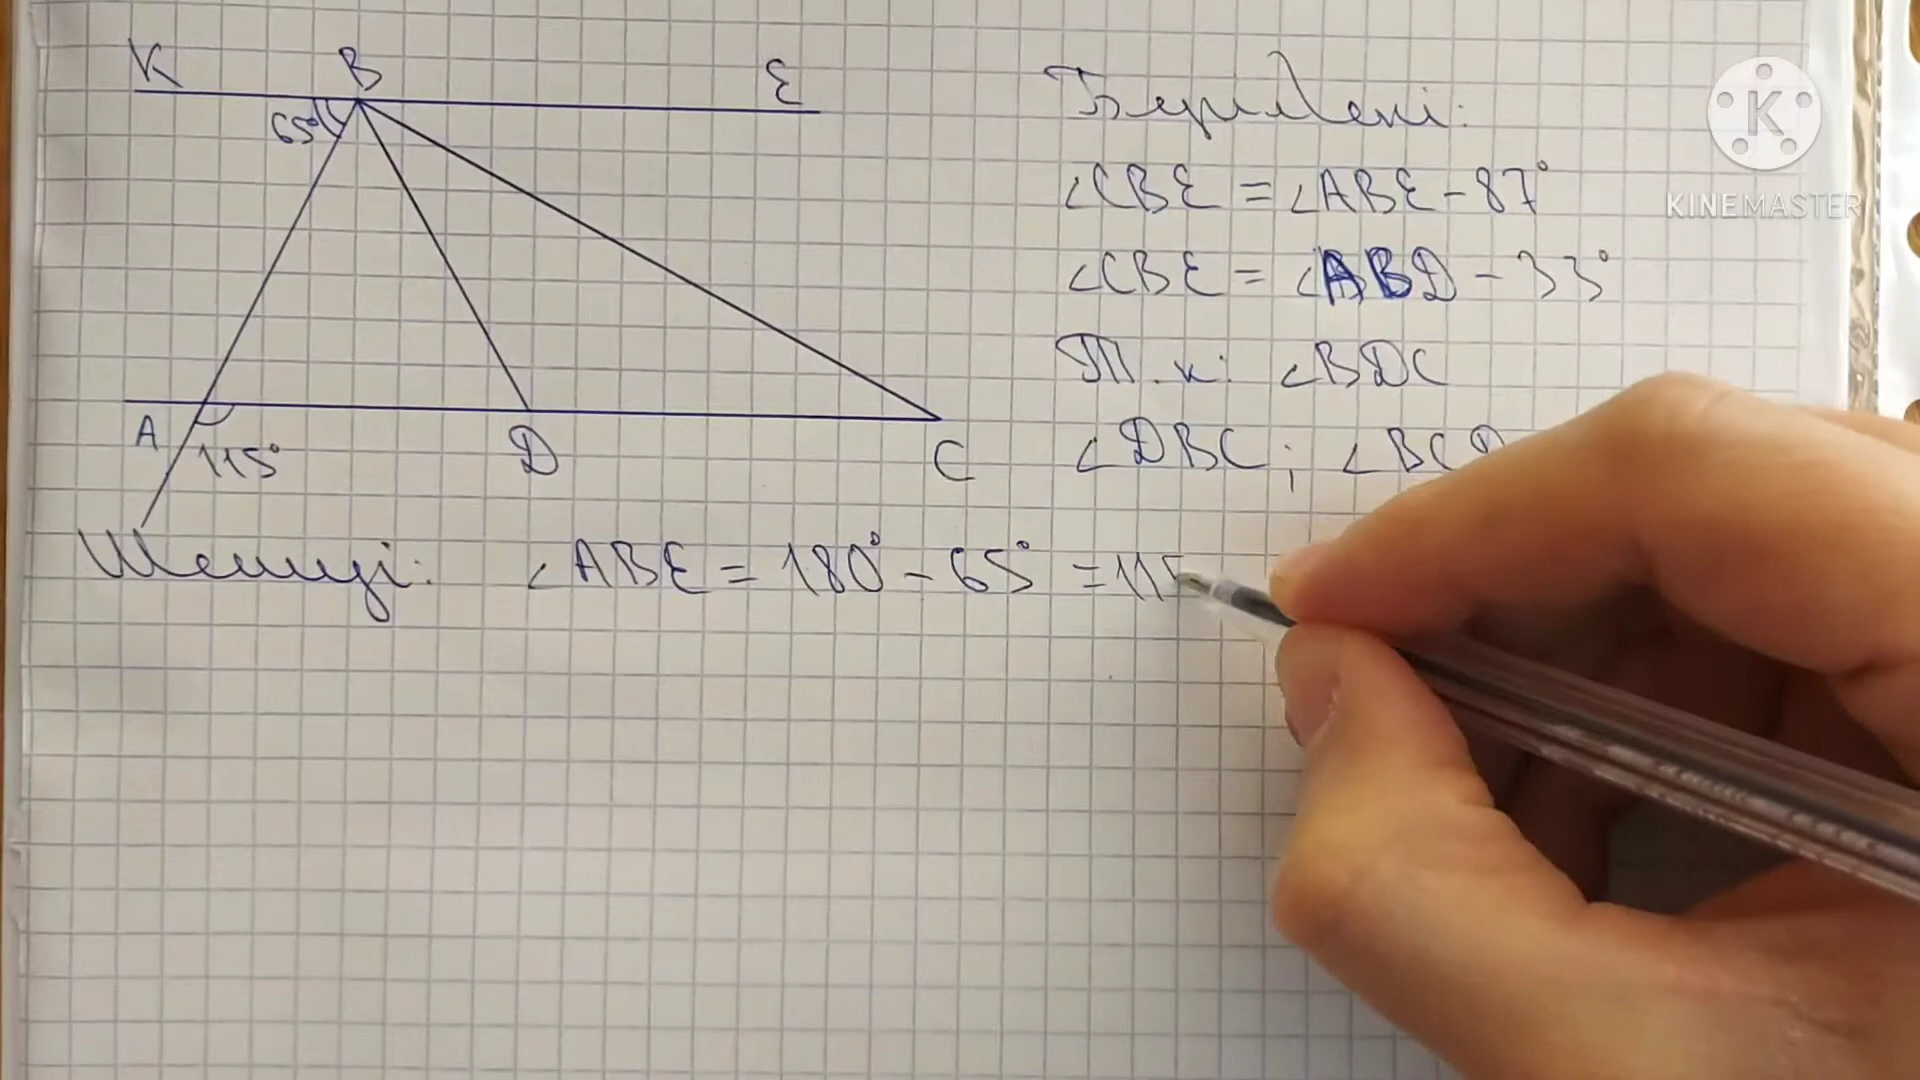 K B E
65°
A 115° D C
Берілгені:
∠CBE = ∠ABE - 87°
∠CBE = ∠ABD - 33°
Т.к: ∠BDC
∠DBC; ∠BCD
Шешуі: ∠ABE = 180° - 65° = 115
K
KINEMASTER